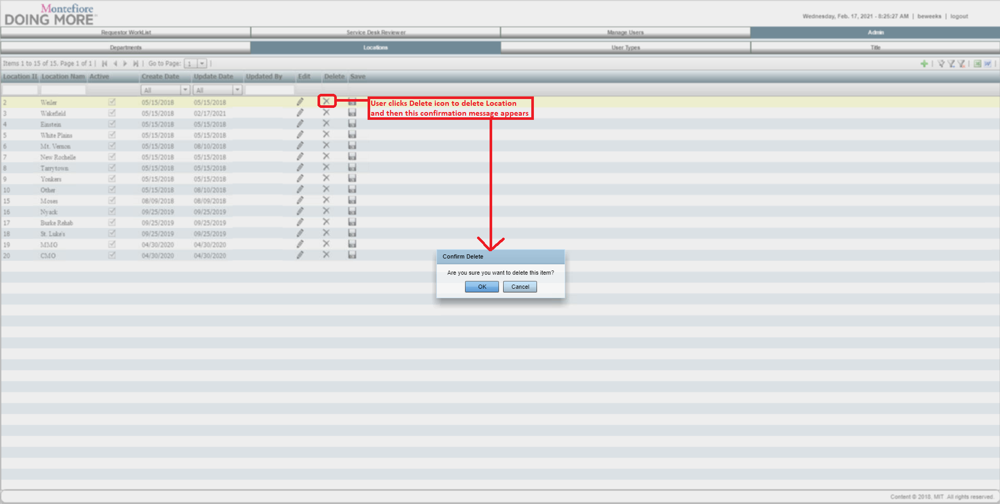 Montefiore
DOING MORE™
Wednesday, Feb. 17, 2021 - 8:25:27 AM | beweeks | logout
Requestor WorkList Service Desk Reviewer Manage Users Admin
Departments Locations User Types Title
Items 1 to 15 of 15. Page 1 of 1 | Go to Page: 1 |
Location II Location Nam Active Create Date Update Date Updated By Edit Delete Save
All All
2 Weiler 05/15/2018 05/15/2018
User clicks Delete icon to delete Location
and then this confirmation message appears
3 Wakefield 05/15/2018 02/17/2021
4 Einstein 05/15/2018 05/15/2018
5 White Plains 05/15/2018 05/15/2018
6 Mt. Vernon 05/15/2018 08/10/2018
7 New Rochelle 05/15/2018 05/15/2018
8 Tarrytown 05/15/2018 05/15/2018
9 Yonkers 05/15/2018 05/15/2018
10 Other 05/15/2018 08/10/2018
15 Moses 08/09/2018 08/09/2018
16 Nyack 09/25/2019 09/25/2019
17 Burke Rehab 09/25/2019 09/25/2019
18 St. Luke's 09/25/2019 09/25/2019
19 MMG 04/30/2020 04/30/2020
20 CMO 04/30/2020 04/30/2020
Confirm Delete
Are you sure you want to delete this item?
OK Cancel
Content © 2018, MIT. All rights reserved.